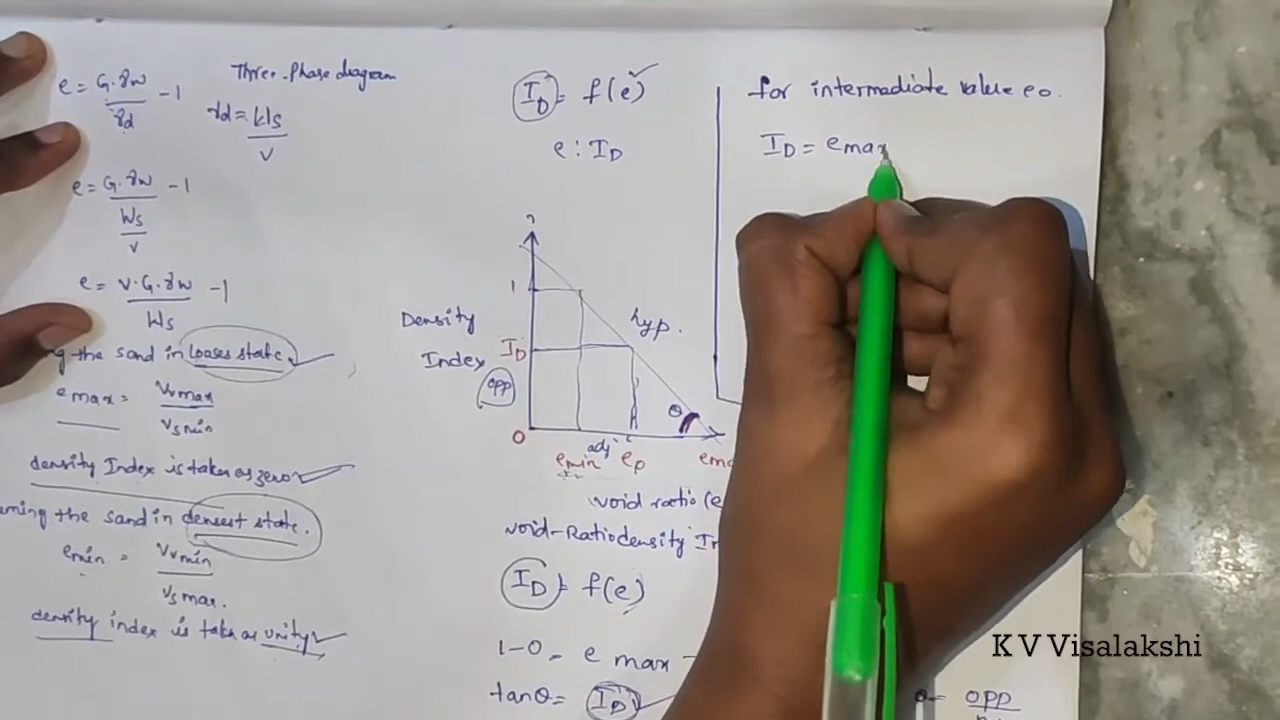 e = G.γw / γd - 1
Three-Phase diagram
γd = Ws / V
e = G.γw / Ws / V - 1
e = V.G.γw / Ws - 1
the sand in looses state.
emax = Vvmax / Vsmin
density Index is taken as zero
the sand in densest state.
emin = Vvmin / Vsmax.
density index is take as unity
ID = f(e)
e : ID
1
Density
Index
ID
opp
hyp.
θ
0
emin
adj
ep
void ratio (e
void-Ratio density
ID = f(e)
1-0 = e max -
tanθ = ID
for intermediate value eo.
ID = emax
θ = opp
K V Visalakshi